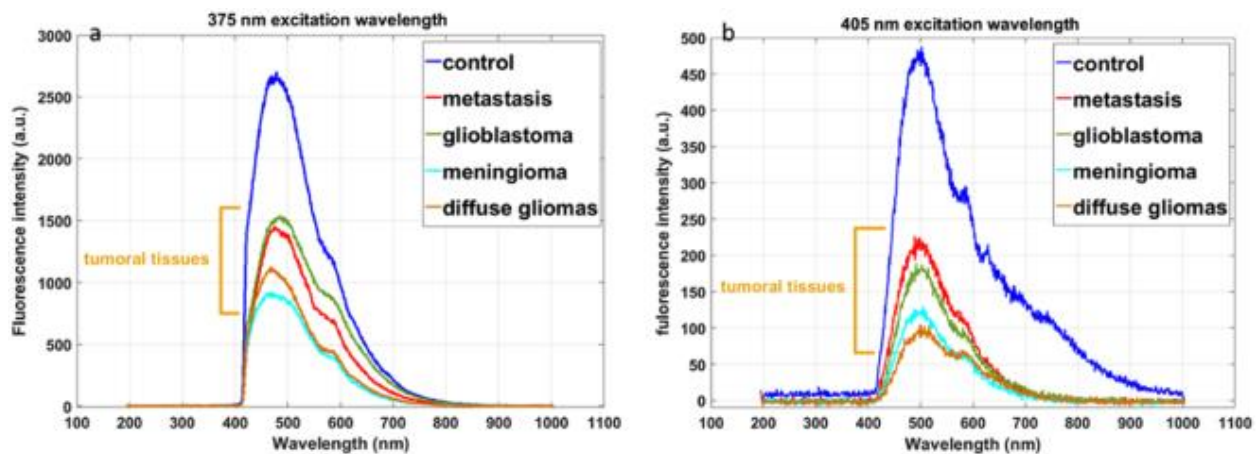 a
375 nm excitation wavelength
Fluorescence intensity (a.u.)
3000
2500
2000
1500
1000
500
0
control
metastasis
glioblastoma
meningioma
diffuse gliomas
tumoral tissues
100 200 300 400 500 600 700 800 900 1000 1100
Wavelength (nm)
b
405 nm excitation wavelength
fulorescence intensity (a.u.)
500
450
400
350
300
250
200
150
100
50
0
control
metastasis
glioblastoma
meningioma
diffuse gliomas
tumoral tissues
100 200 300 400 500 600 700 800 900 1000 1100
Wavelength (nm)